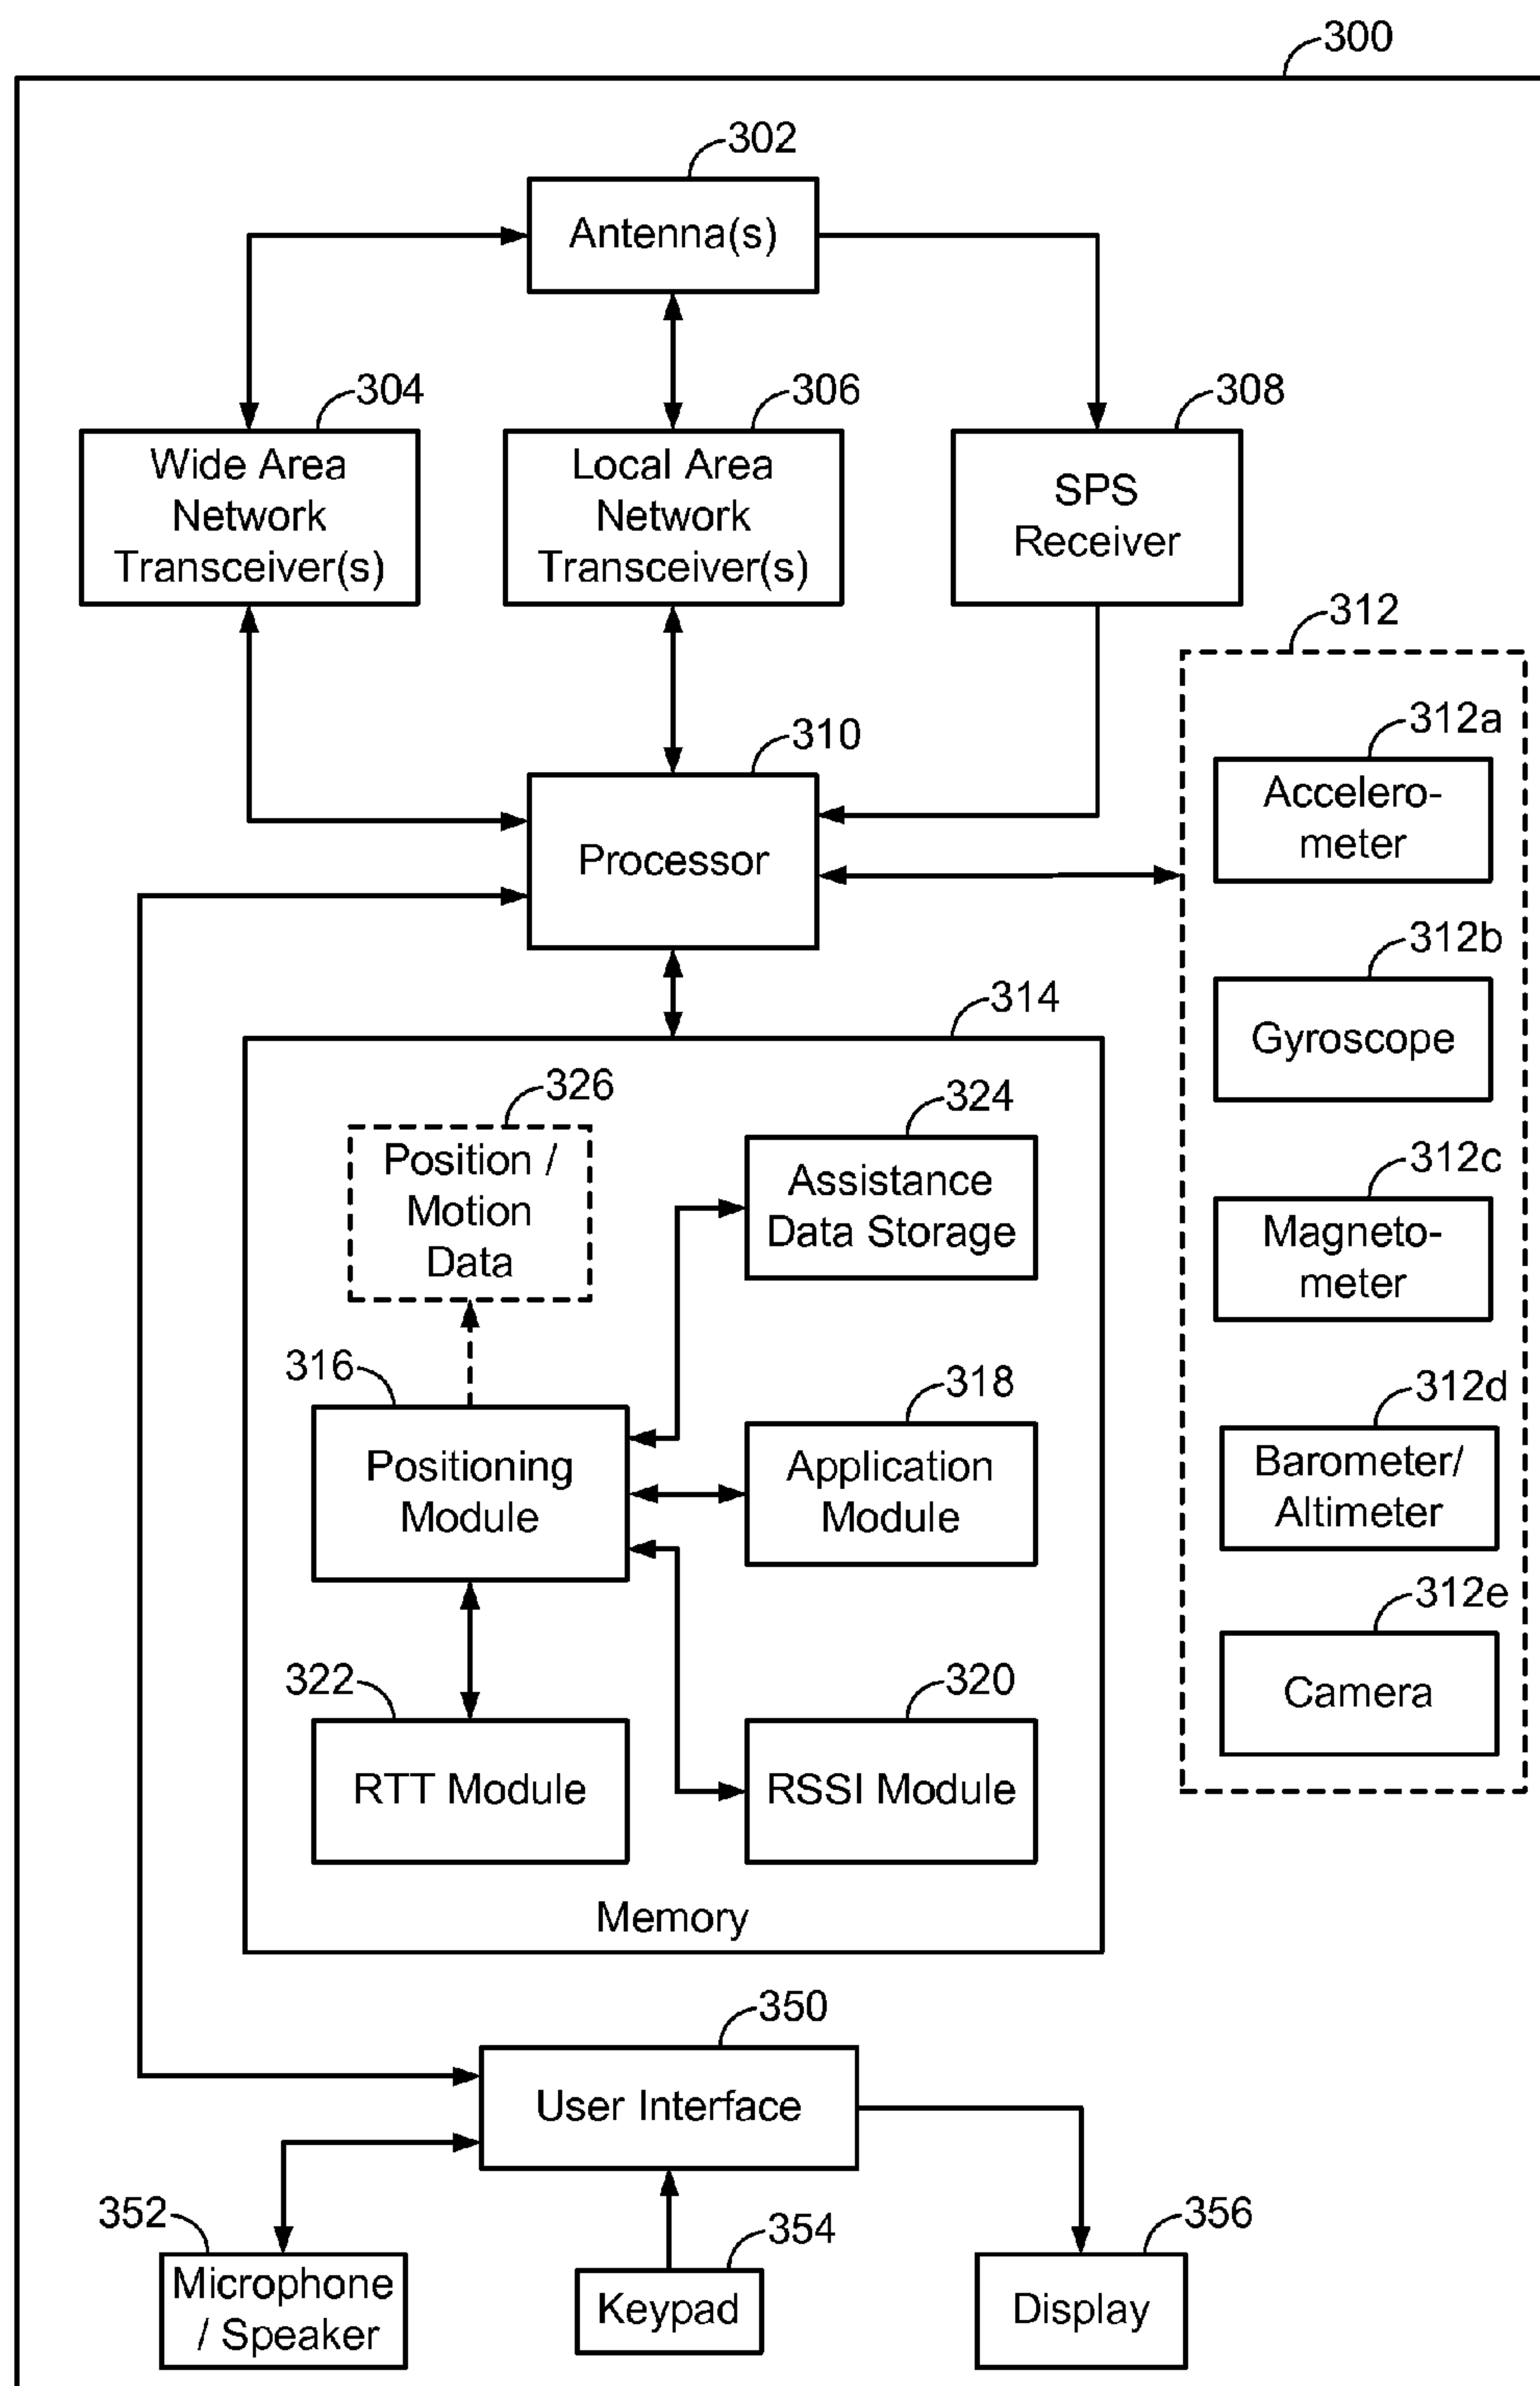 300
302
Antenna(s)
304
306
308
Wide Area
Network
Transceiver(s)
Local Area
Network
Transceiver(s)
SPS
Receiver
312
310
Processor
312a
Accelero-
meter
312b
Gyroscope
312c
Magneto-
meter
312d
Barometer/
Altimeter
312e
Camera
314
326
Position /
Motion
Data
324
Assistance
Data Storage
316
Positioning
Module
318
Application
Module
322
RTT Module
320
RSSI Module
Memory
350
User Interface
352
Microphone
/ Speaker
354
Keypad
356
Display